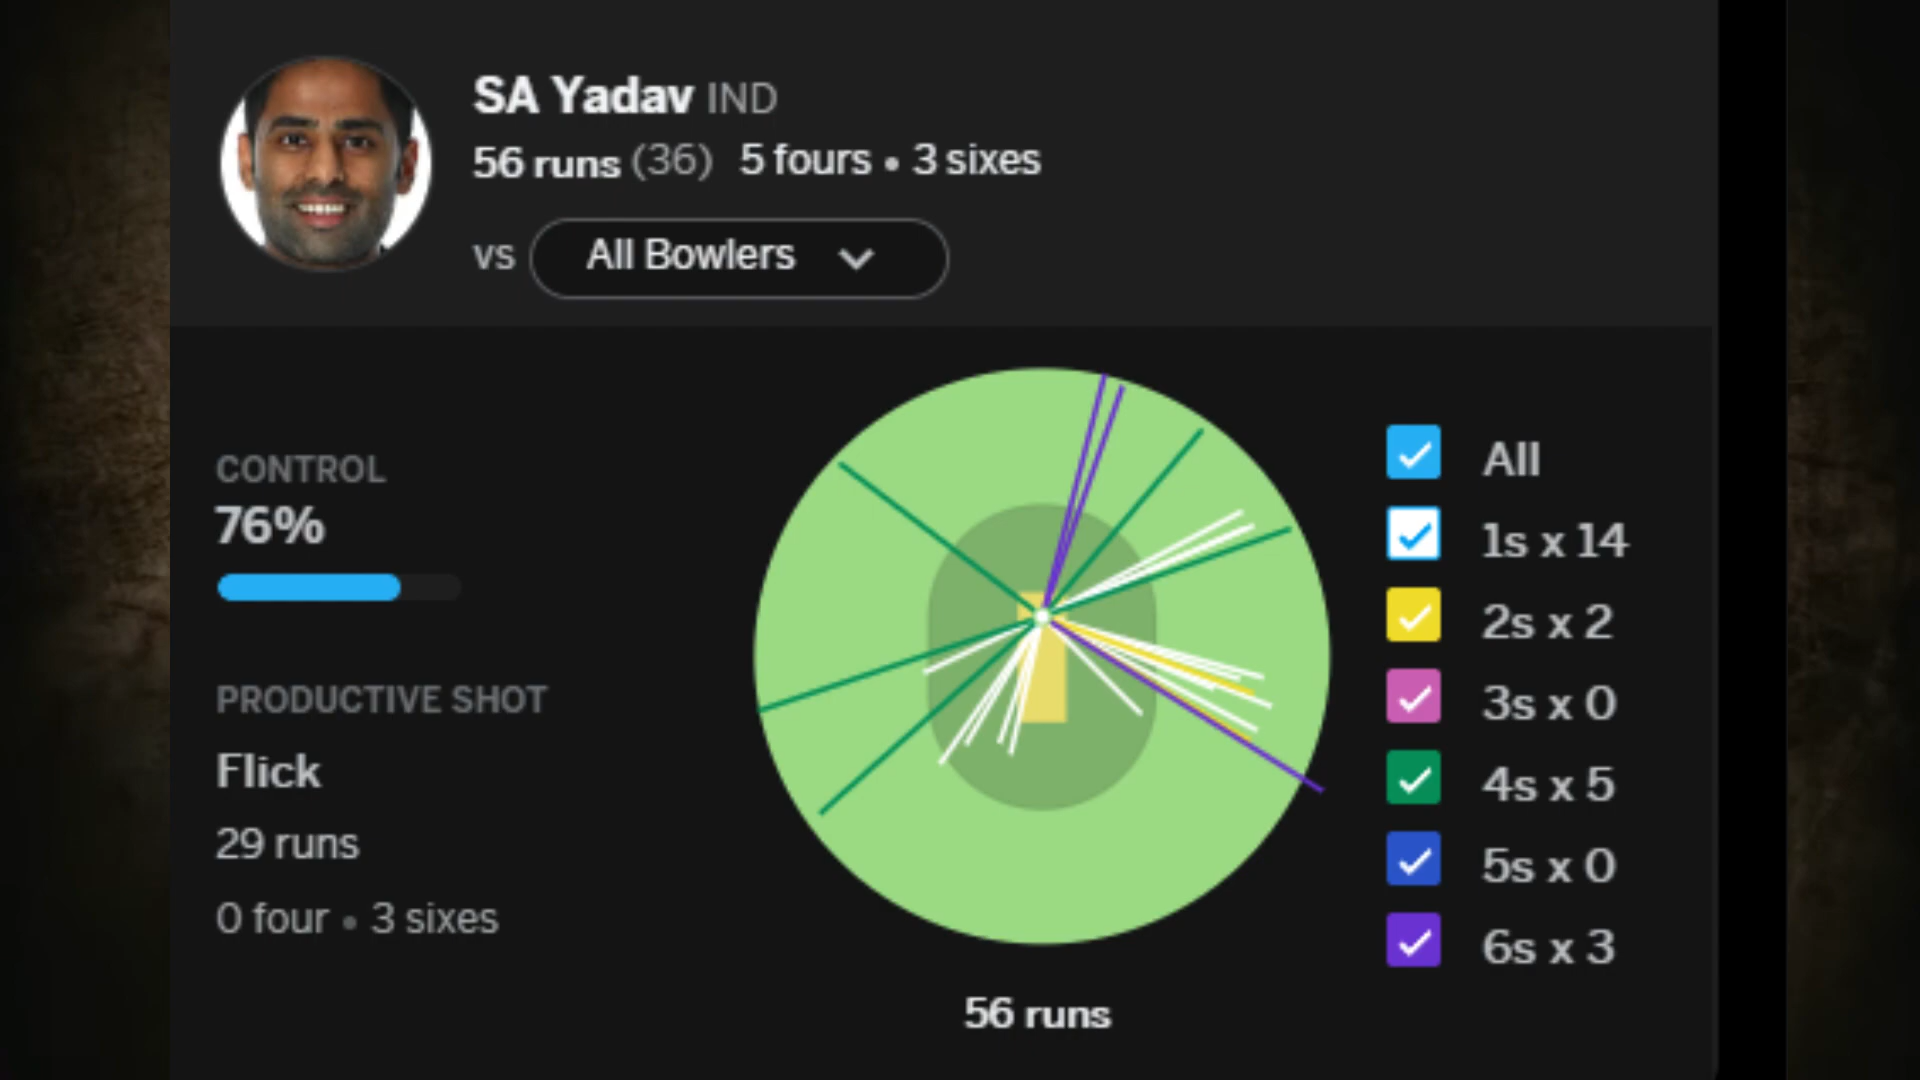 SA Yadav IND
56 runs (36) 5 fours • 3 sixes
vs All Bowlers
CONTROL
76%
PRODUCTIVE SHOT
Flick
29 runs
0 four • 3 sixes
56 runs
All
1s x 14
2s x 2
3s x 0
4s x 5
5s x 0
6s x 3